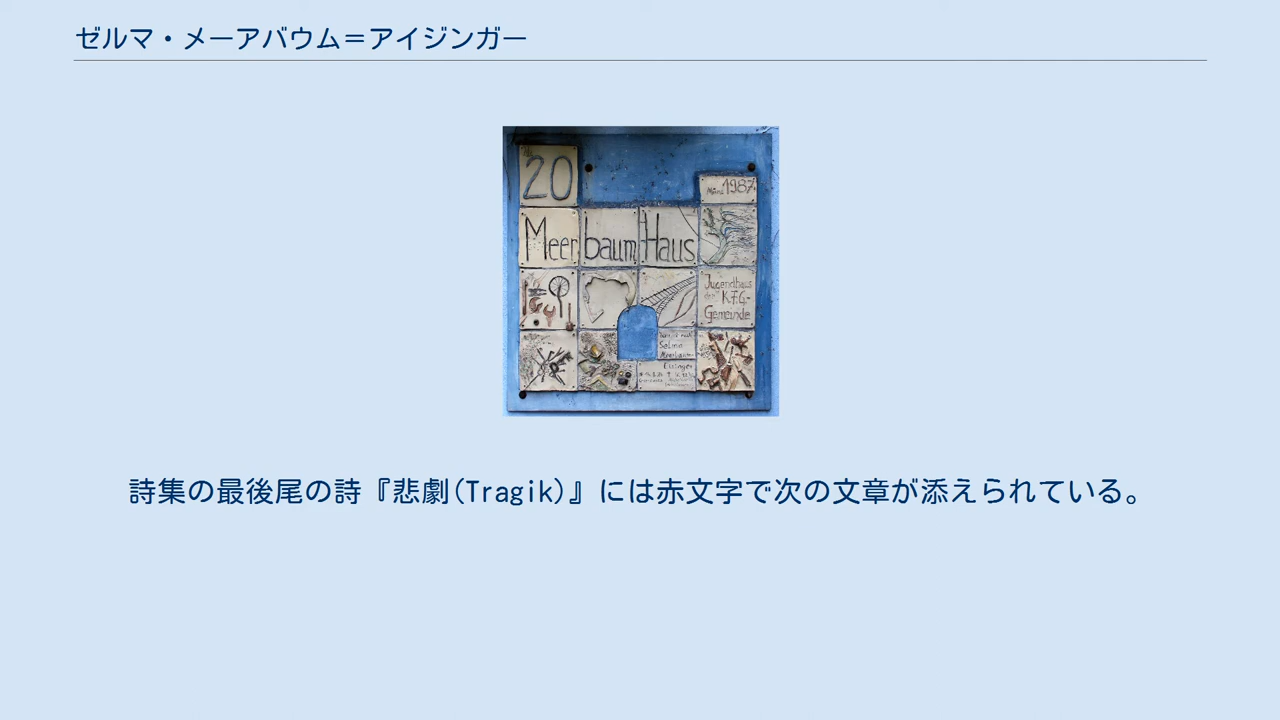 ゼルマ・メーアバウム＝アイジンガー
20
März 1987
Meerbaum Haus
Jugendhaus
der K.F.G-
Gemeinde
Selma
Meerbaum-
Eisinger
詩集の最後尾の詩『悲劇(Tragik)』には赤文字で次の文章が添えられている。